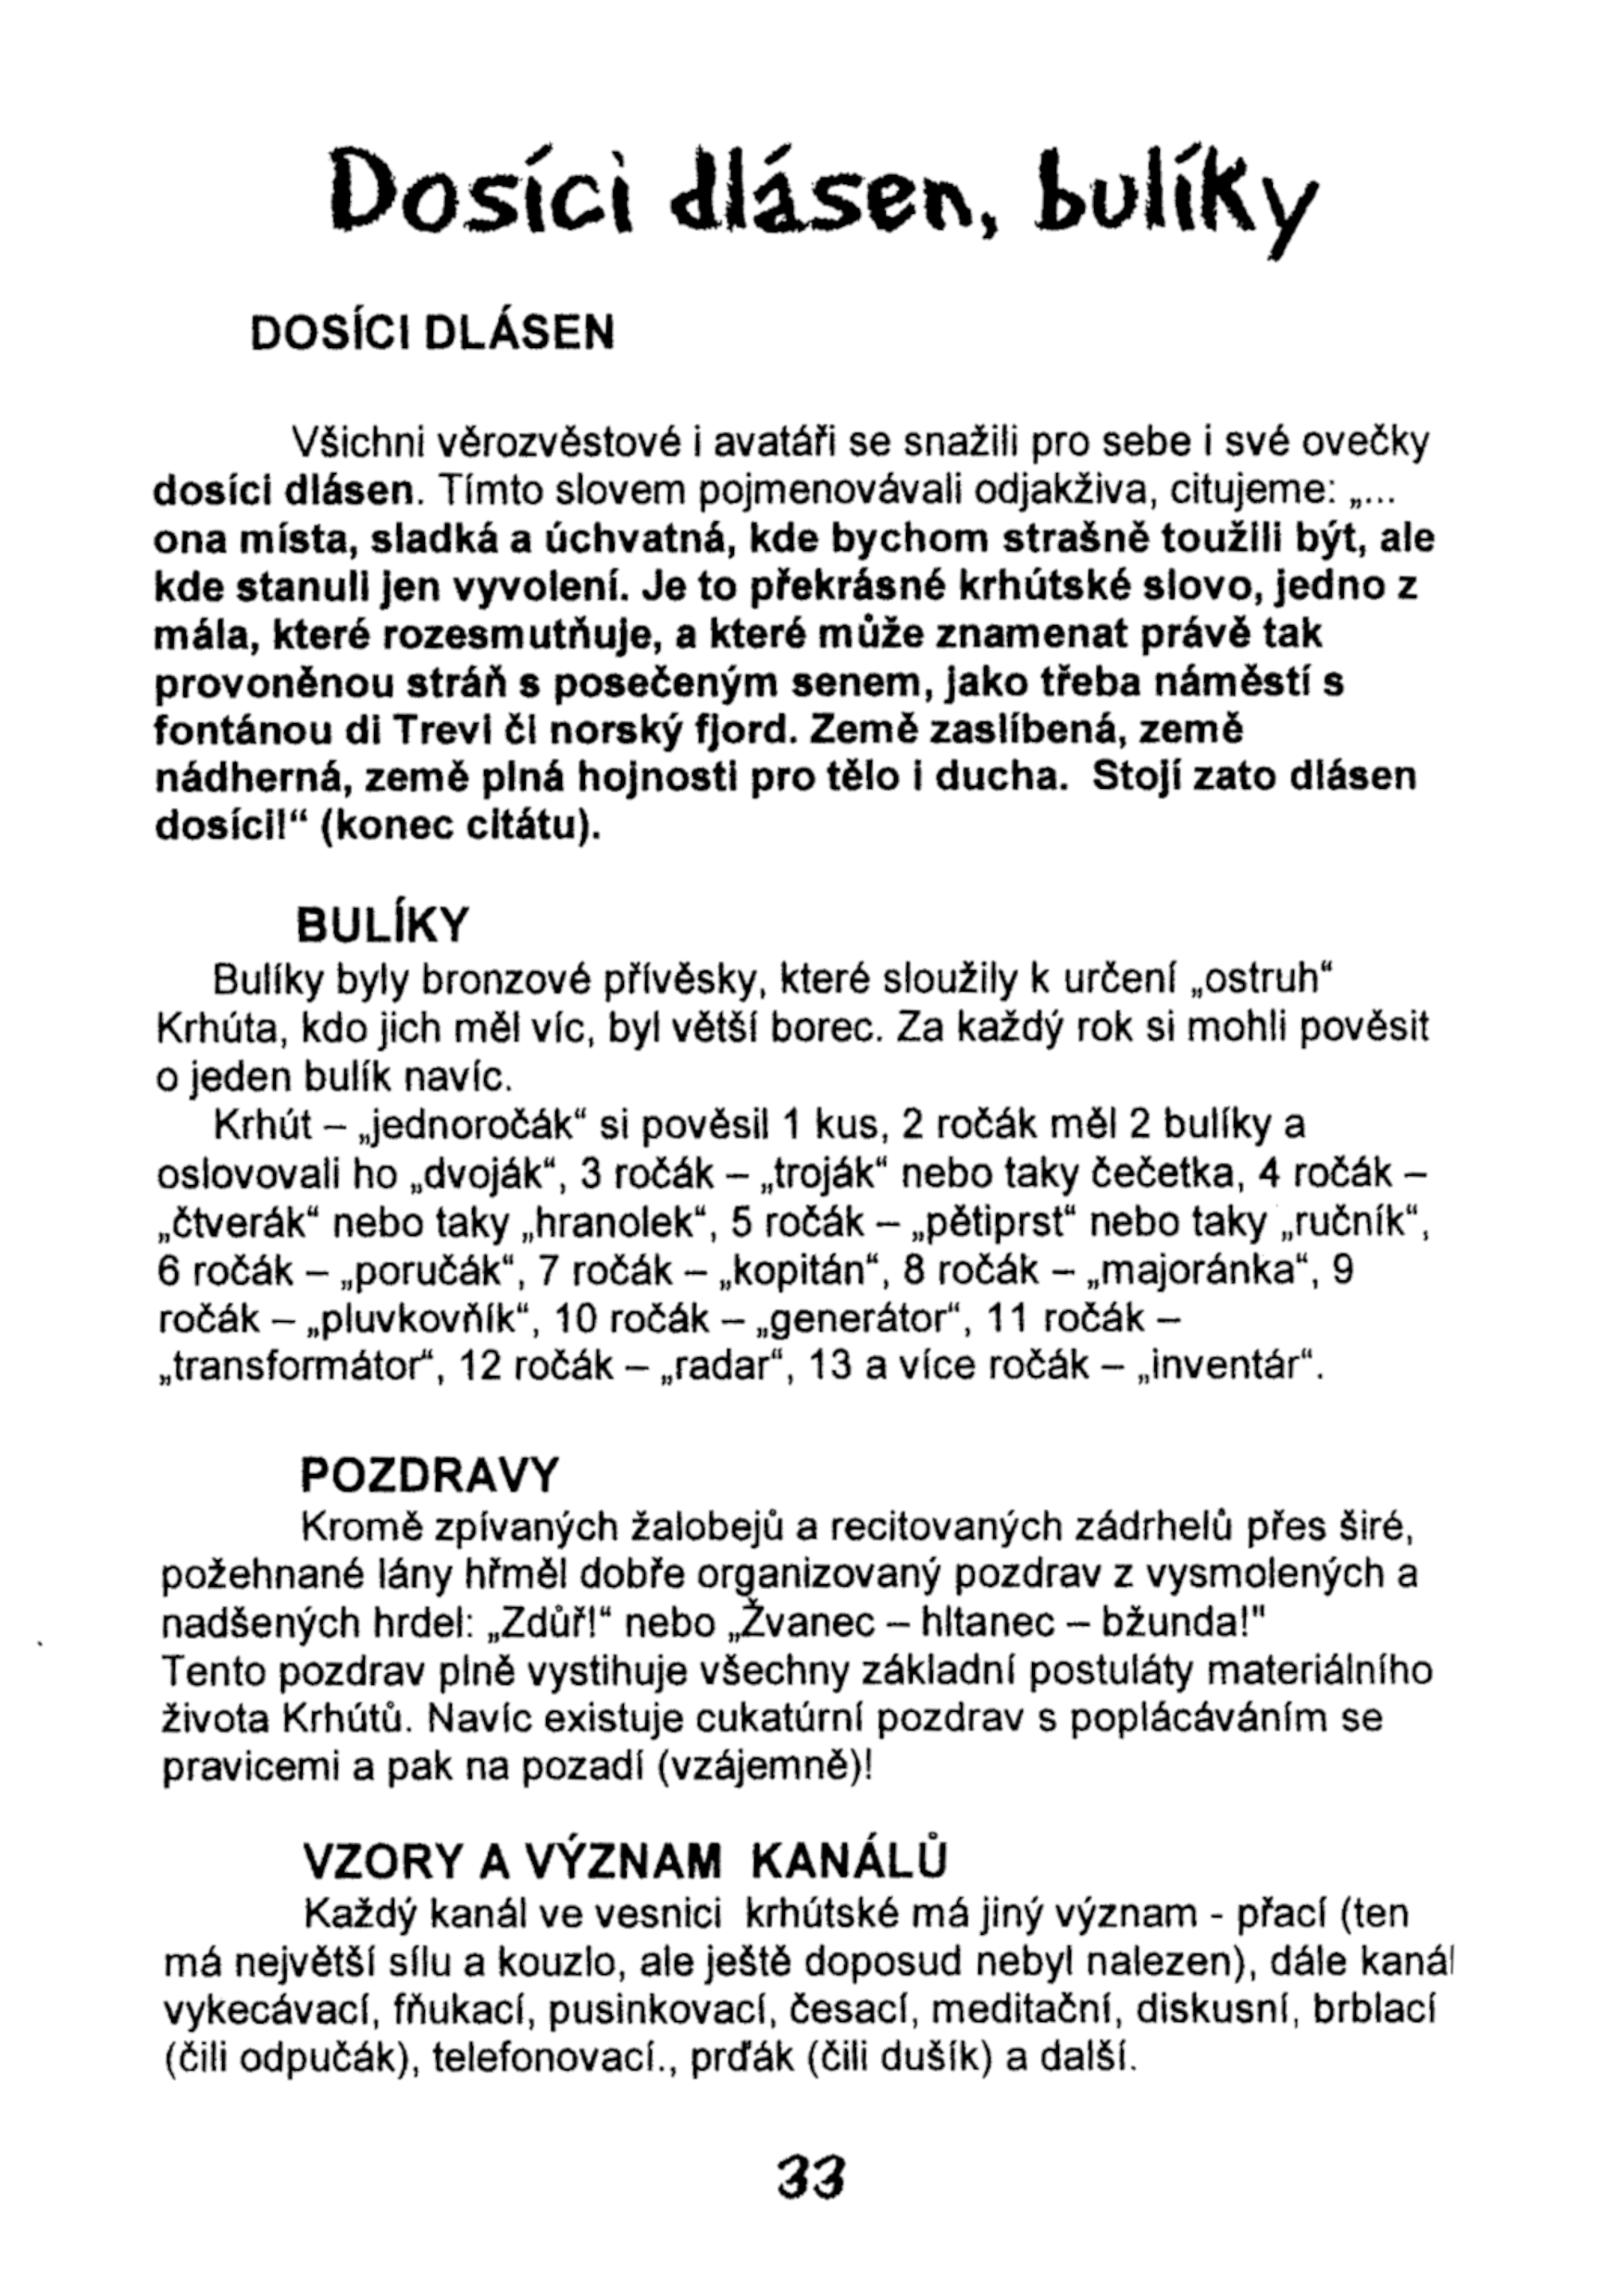 Dosíci dlásen, bulíky
DOSÍCI DLÁSEN
Všichni věrozvěstové i avatáři se snažili pro sebe i své ovečky
dosíci dlásen. Tímto slovem pojmenovávali odjakživa, citujeme: „...
ona místa, sladká a úchvatná, kde bychom strašně toužili být, ale
kde stanuli jen vyvolení. Je to překrásné krhútské slovo, jedno z
mála, které rozesmutňuje, a které může znamenat právě tak
provoněnou stráň s posečeným senem, jako třeba náměstí s
fontánou di Trevi či norský fjord. Země zaslíbená, země
nádherná, země plná hojnosti pro tělo i ducha.  Stojí zato dlásen
dosíci!“ (konec citátu).
BULÍKY
Bulíky byly bronzové přívěsky, které sloužily k určení „ostruh“
Krhúta, kdo jich měl víc, byl větší borec. Za každý rok si mohli pověsit
o jeden bulík navíc.
Krhút – „jednoročák“ si pověsil 1 kus, 2 ročák měl 2 bulíky a
oslovovali ho „dvoják“, 3 ročák – „troják“ nebo taky čečetka, 4 ročák –
„čtverák“ nebo taky „hranolek“, 5 ročák – „pětiprst“ nebo taky „ručník“,
6 ročák – „poručák“, 7 ročák – „kopitán“, 8 ročák – „majoránka“, 9
ročák – „pluvkovňík“, 10 ročák – „generátor“, 11 ročák –
„transformátor“, 12 ročák – „radar“, 13 a více ročák – „inventár“.
POZDRAVY
Kromě zpívaných žalobejů a recitovaných zádrhelů přes širé,
požehnané lány hřměl dobře organizovaný pozdrav z vysmolených a
nadšených hrdel: „Zdůř!“ nebo „Žvanec – hltanec – bžunda!"
Tento pozdrav plně vystihuje všechny základní postuláty materiálního
života Krhútů. Navíc existuje cukatúrní pozdrav s poplácáváním se
pravicemi a pak na pozadí (vzájemně)!
VZORY A VÝZNAM  KANÁLŮ
Každý kanál ve vesnici  krhútské má jiný význam - přací (ten
má největší sílu a kouzlo, ale ještě doposud nebyl nalezen), dále kanál
vykecávací, fňukací, pusinkovací, česací, meditační, diskusní, brblací
(čili odpučák), telefonovací., prďák (čili dušík) a další.
33